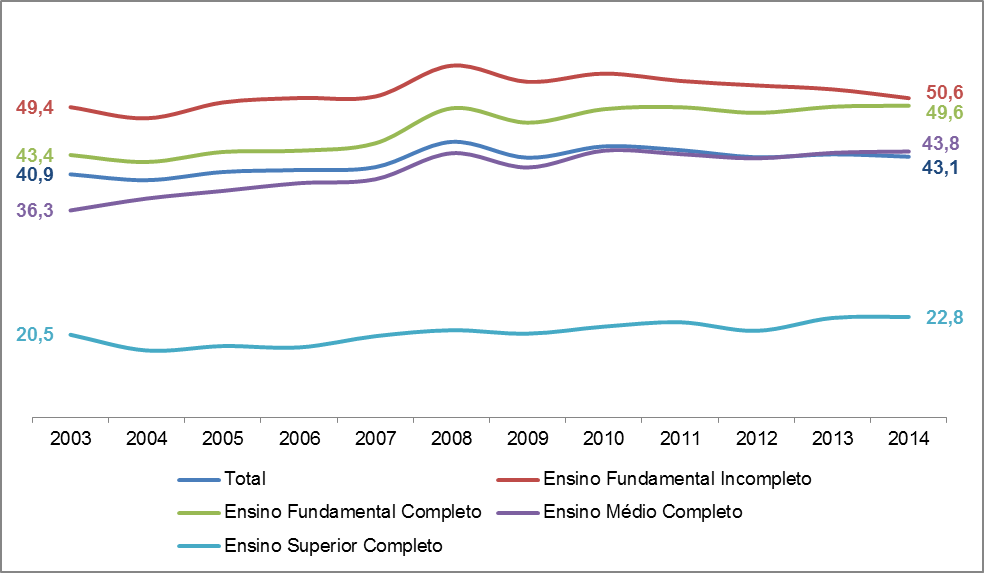 49,4
43,4
40,9
36,3
20,5
50,6
49,6
43,8
43,1
22,8
2003 2004 2005 2006 2007 2008 2009 2010 2011 2012 2013 2014
Total Ensino Fundamental Incompleto
Ensino Fundamental Completo Ensino Médio Completo
Ensino Superior Completo